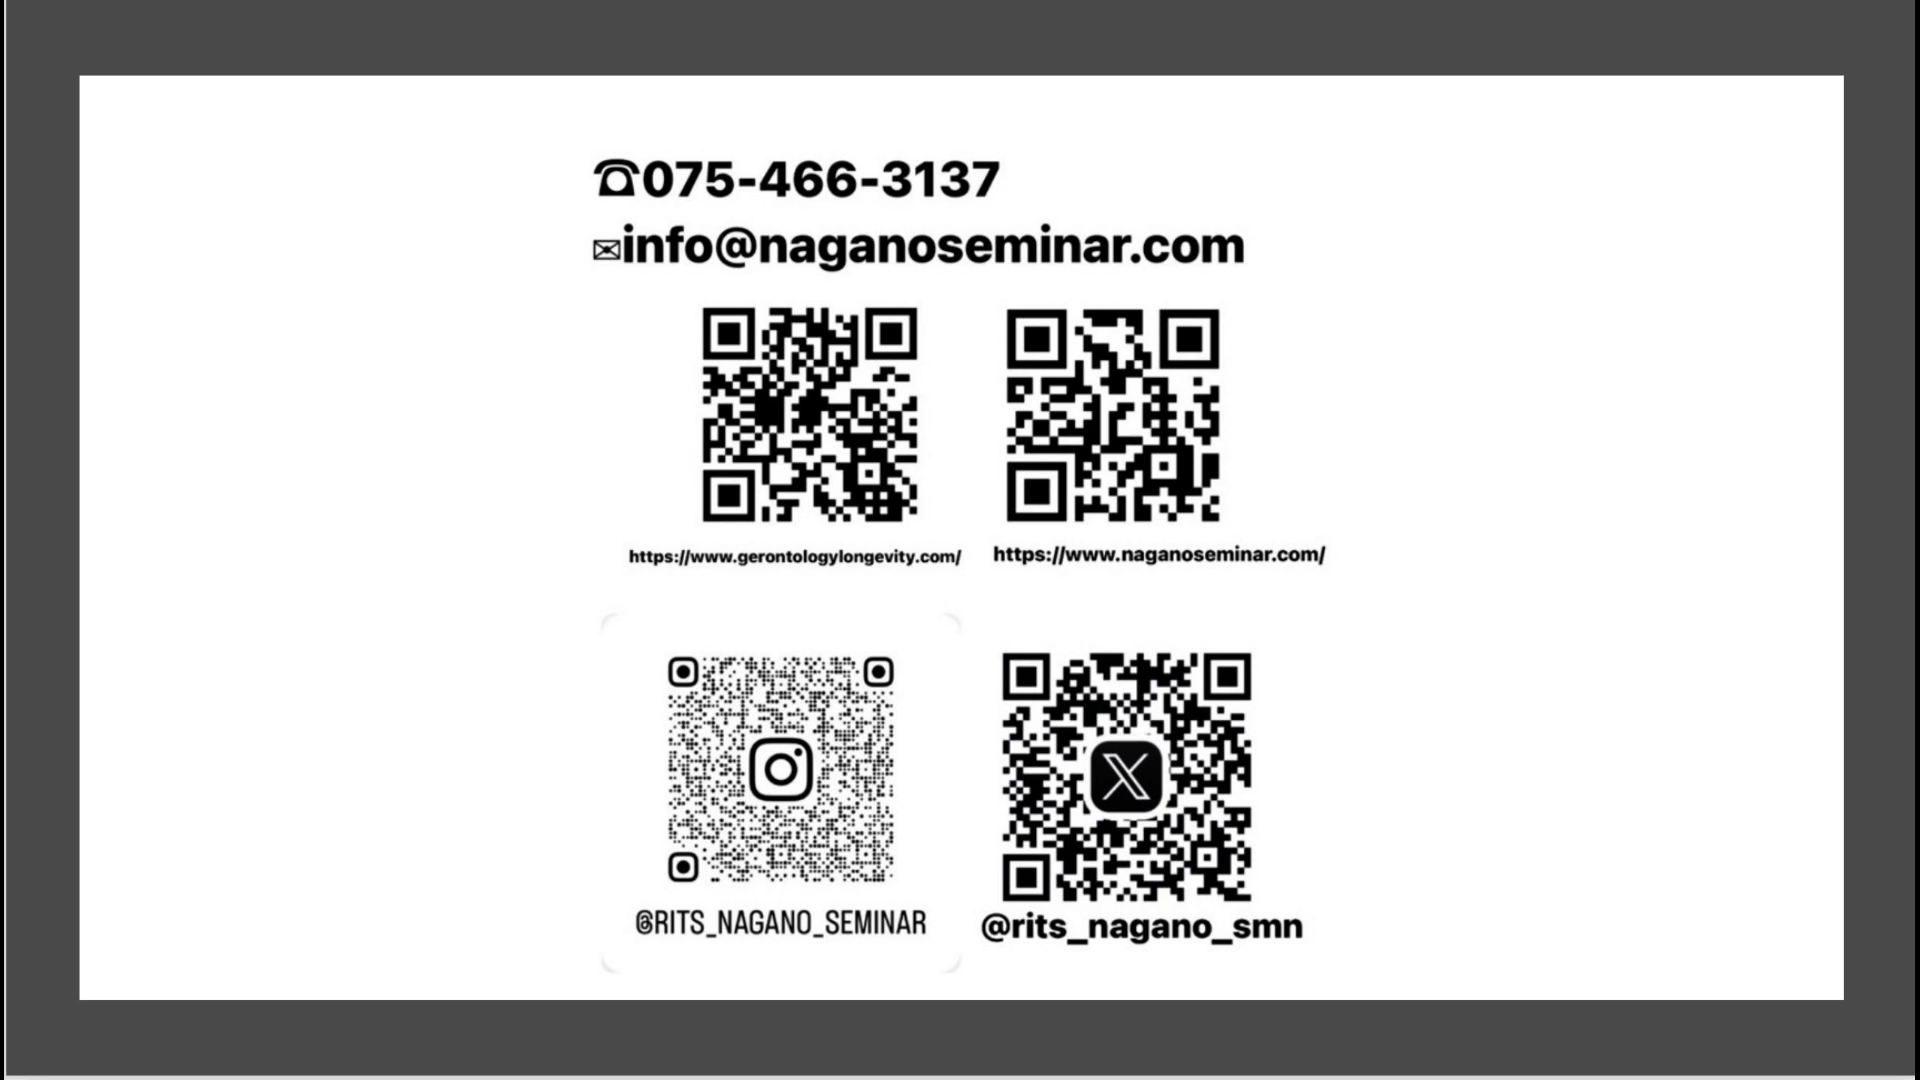 ☎075-466-3137
✉info@naganoseminar.com
https://www.gerontologylongevity.com/
https://www.naganoseminar.com/
@RITS_NAGANO_SEMINAR
@rits_nagano_smn